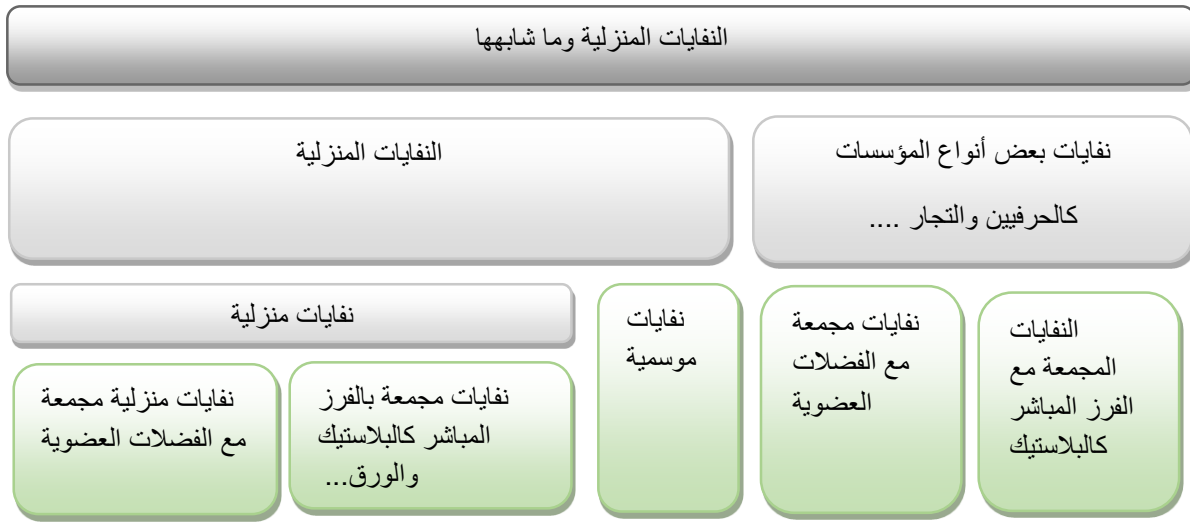 النفايات المنزلية وما شابهها
نفايات بعض أنواع المؤسسات
كالحرفيين والتجار ....
النفايات المنزلية
النفايات
المجمعة مع
الفرز المباشر
كالبلاستيك
نفايات مجمعة
مع الفضلات
العضوية
نفايات
موسمية
نفايات منزلية
نفايات مجمعة بالفرز
المباشر كالبلاستيك
والورق...
نفايات منزلية مجمعة
مع الفضلات العضوية